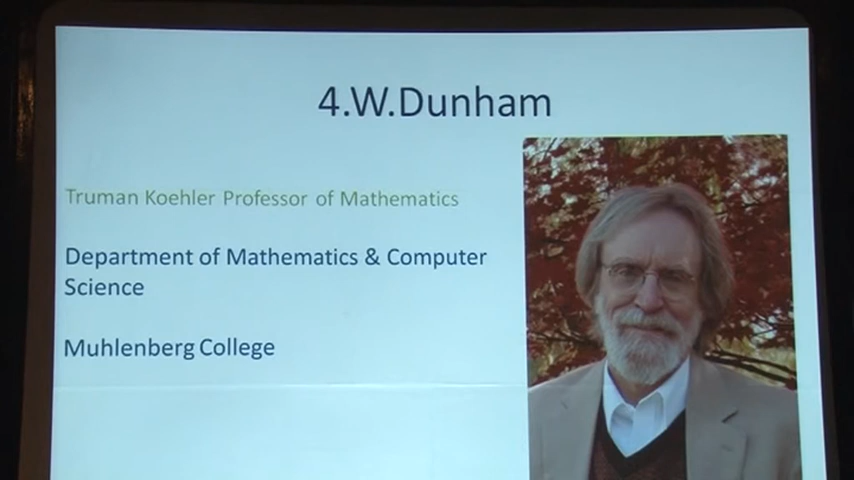 4.W.Dunham
Truman Koehler Professor of Mathematics
Department of Mathematics & Computer
Science
Muhlenberg College